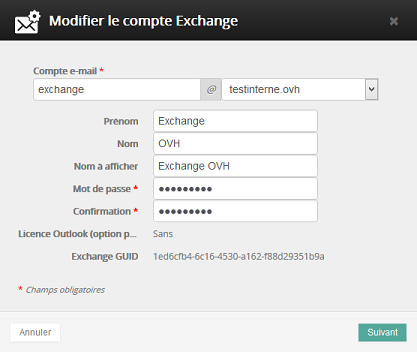 Modifier le compte Exchange ×
Compte e-mail *
exchange @ testinterne.ovh
Prénom Exchange
Nom OVH
Nom à afficher Exchange OVH
Mot de passe * ●●●●●●●●●
Confirmation * ●●●●●●●●●
Licence Outlook (option p... Sans
Exchange GUID 1ed6cfb4-6c16-4530-a162-f88d29351b9a
* Champs obligatoires
Annuler Suivant